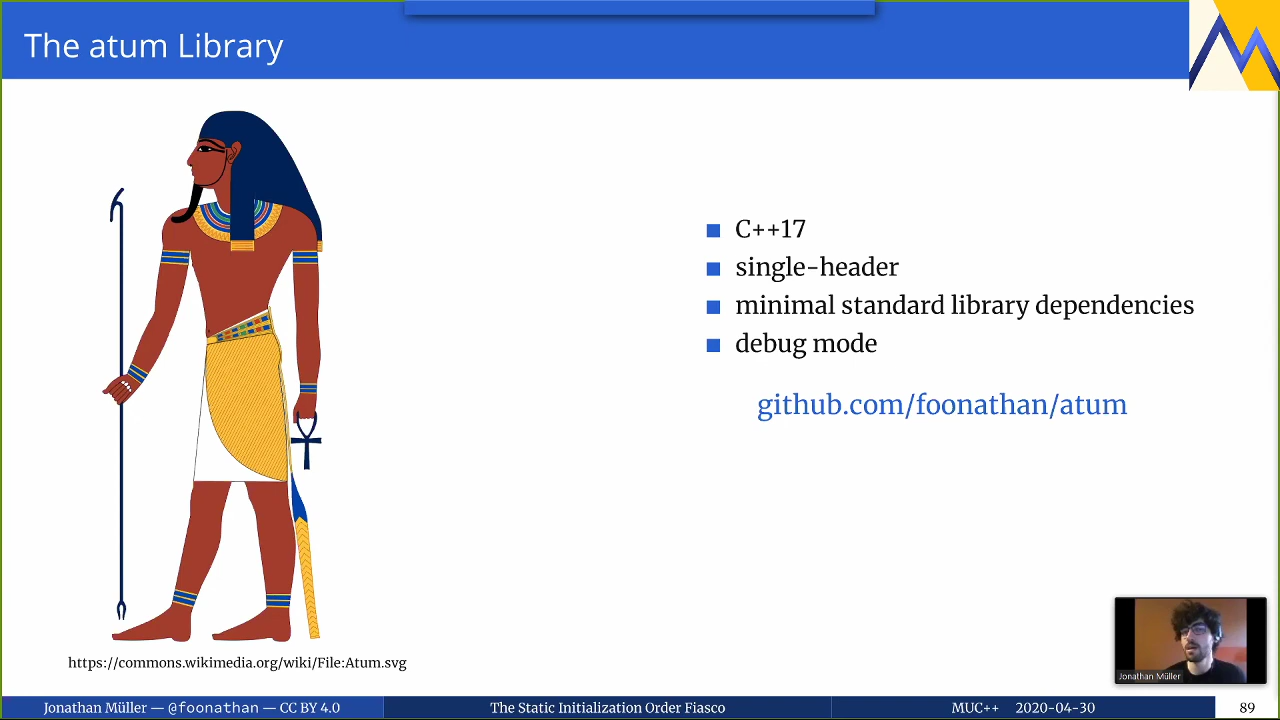 The atum Library
C++17
single-header
minimal standard library dependencies
debug mode
github.com/foonathan/atum
https://commons.wikimedia.org/wiki/File:Atum.svg
Jonathan Müller
Jonathan Müller — @foonathan — CC BY 4.0
The Static Initialization Order Fiasco
MUC++ 2020-04-30
89